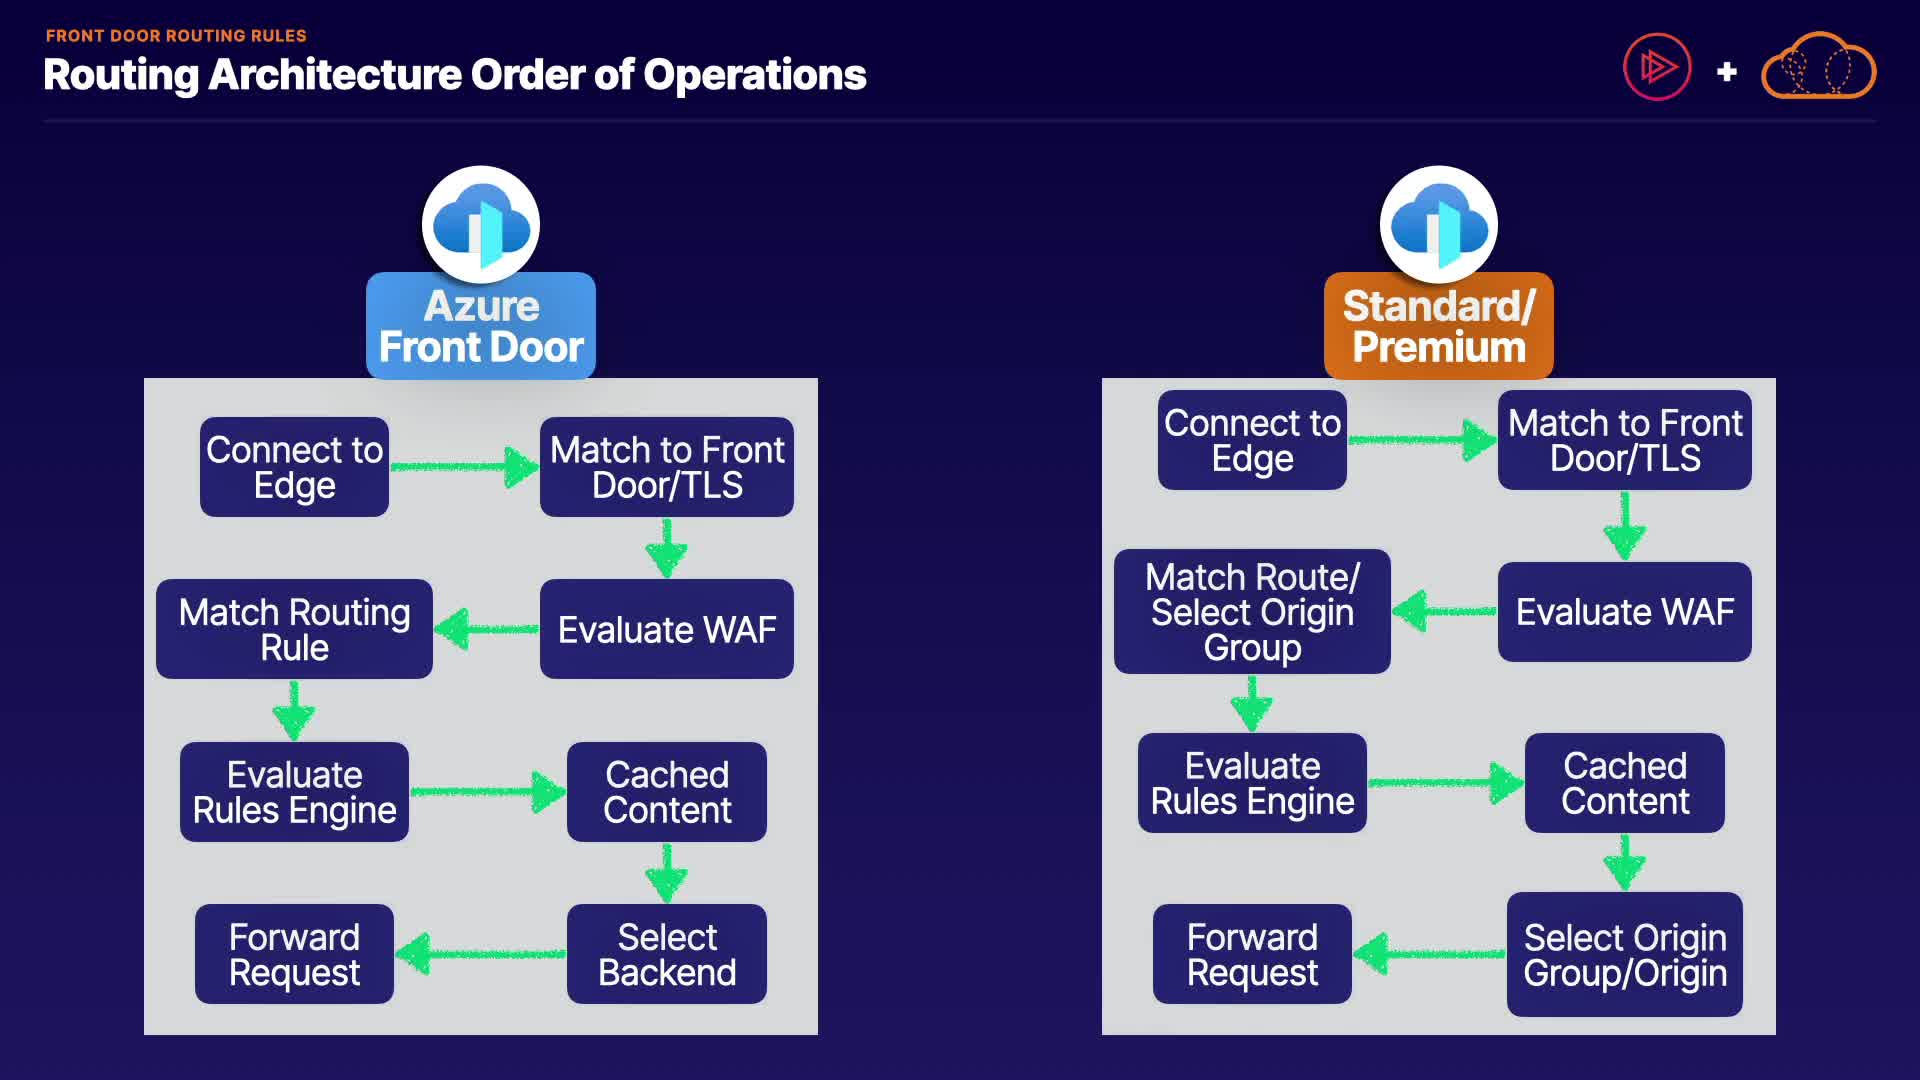 FRONT DOOR ROUTING RULES
Routing Architecture Order of Operations
+
Azure
Front Door
Connect to
Edge
Match to Front
Door/TLS
Evaluate WAF
Match Routing
Rule
Evaluate
Rules Engine
Cached
Content
Select
Backend
Forward
Request
Standard/
Premium
Connect to
Edge
Match to Front
Door/TLS
Evaluate WAF
Match Route/
Select Origin
Group
Evaluate
Rules Engine
Cached
Content
Select Origin
Group/Origin
Forward
Request